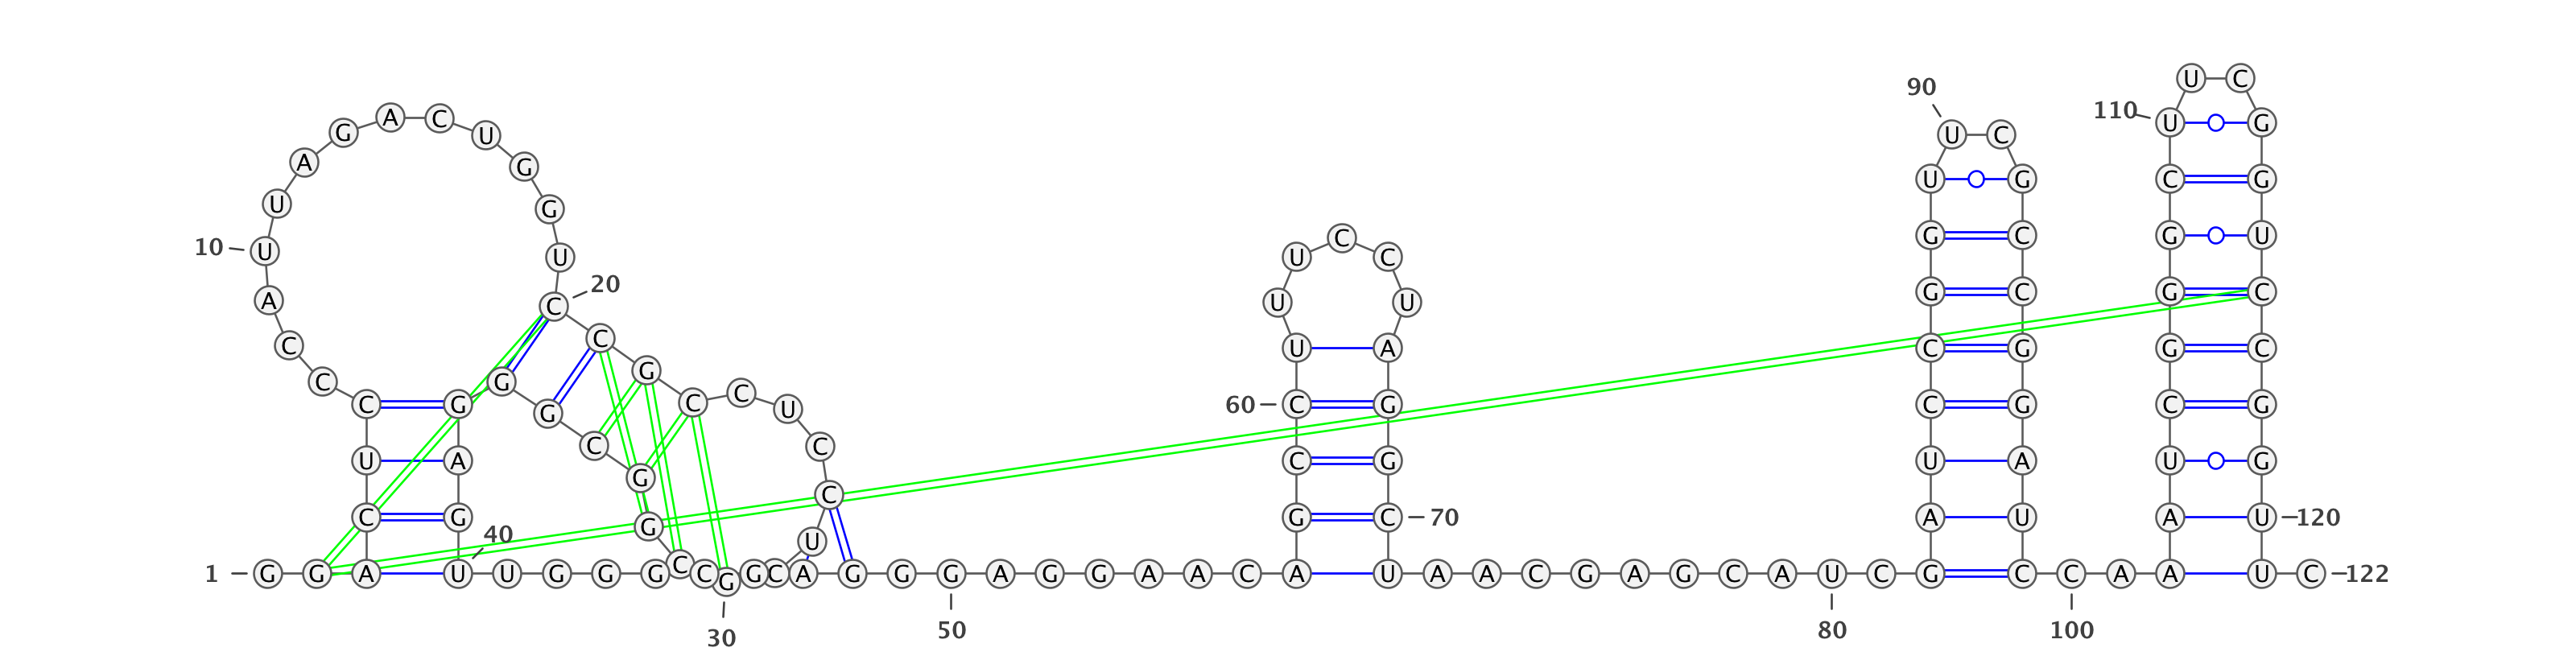 1
G G A C U C C C A U
10
U A G A C U G G U C
20
C G C C U C C U C G
30
C G G C G G G A G U
40
U G G G C G A G G G
50
A G G A A C A G C C
60
U U U C C U A G G C
70
U A A C G A G C A U
80
C G A U C C G G U U
90
C G C C G G A U C C
100
A A A U C G G G C U
110
U C G G U C C G G U
120
U C
122